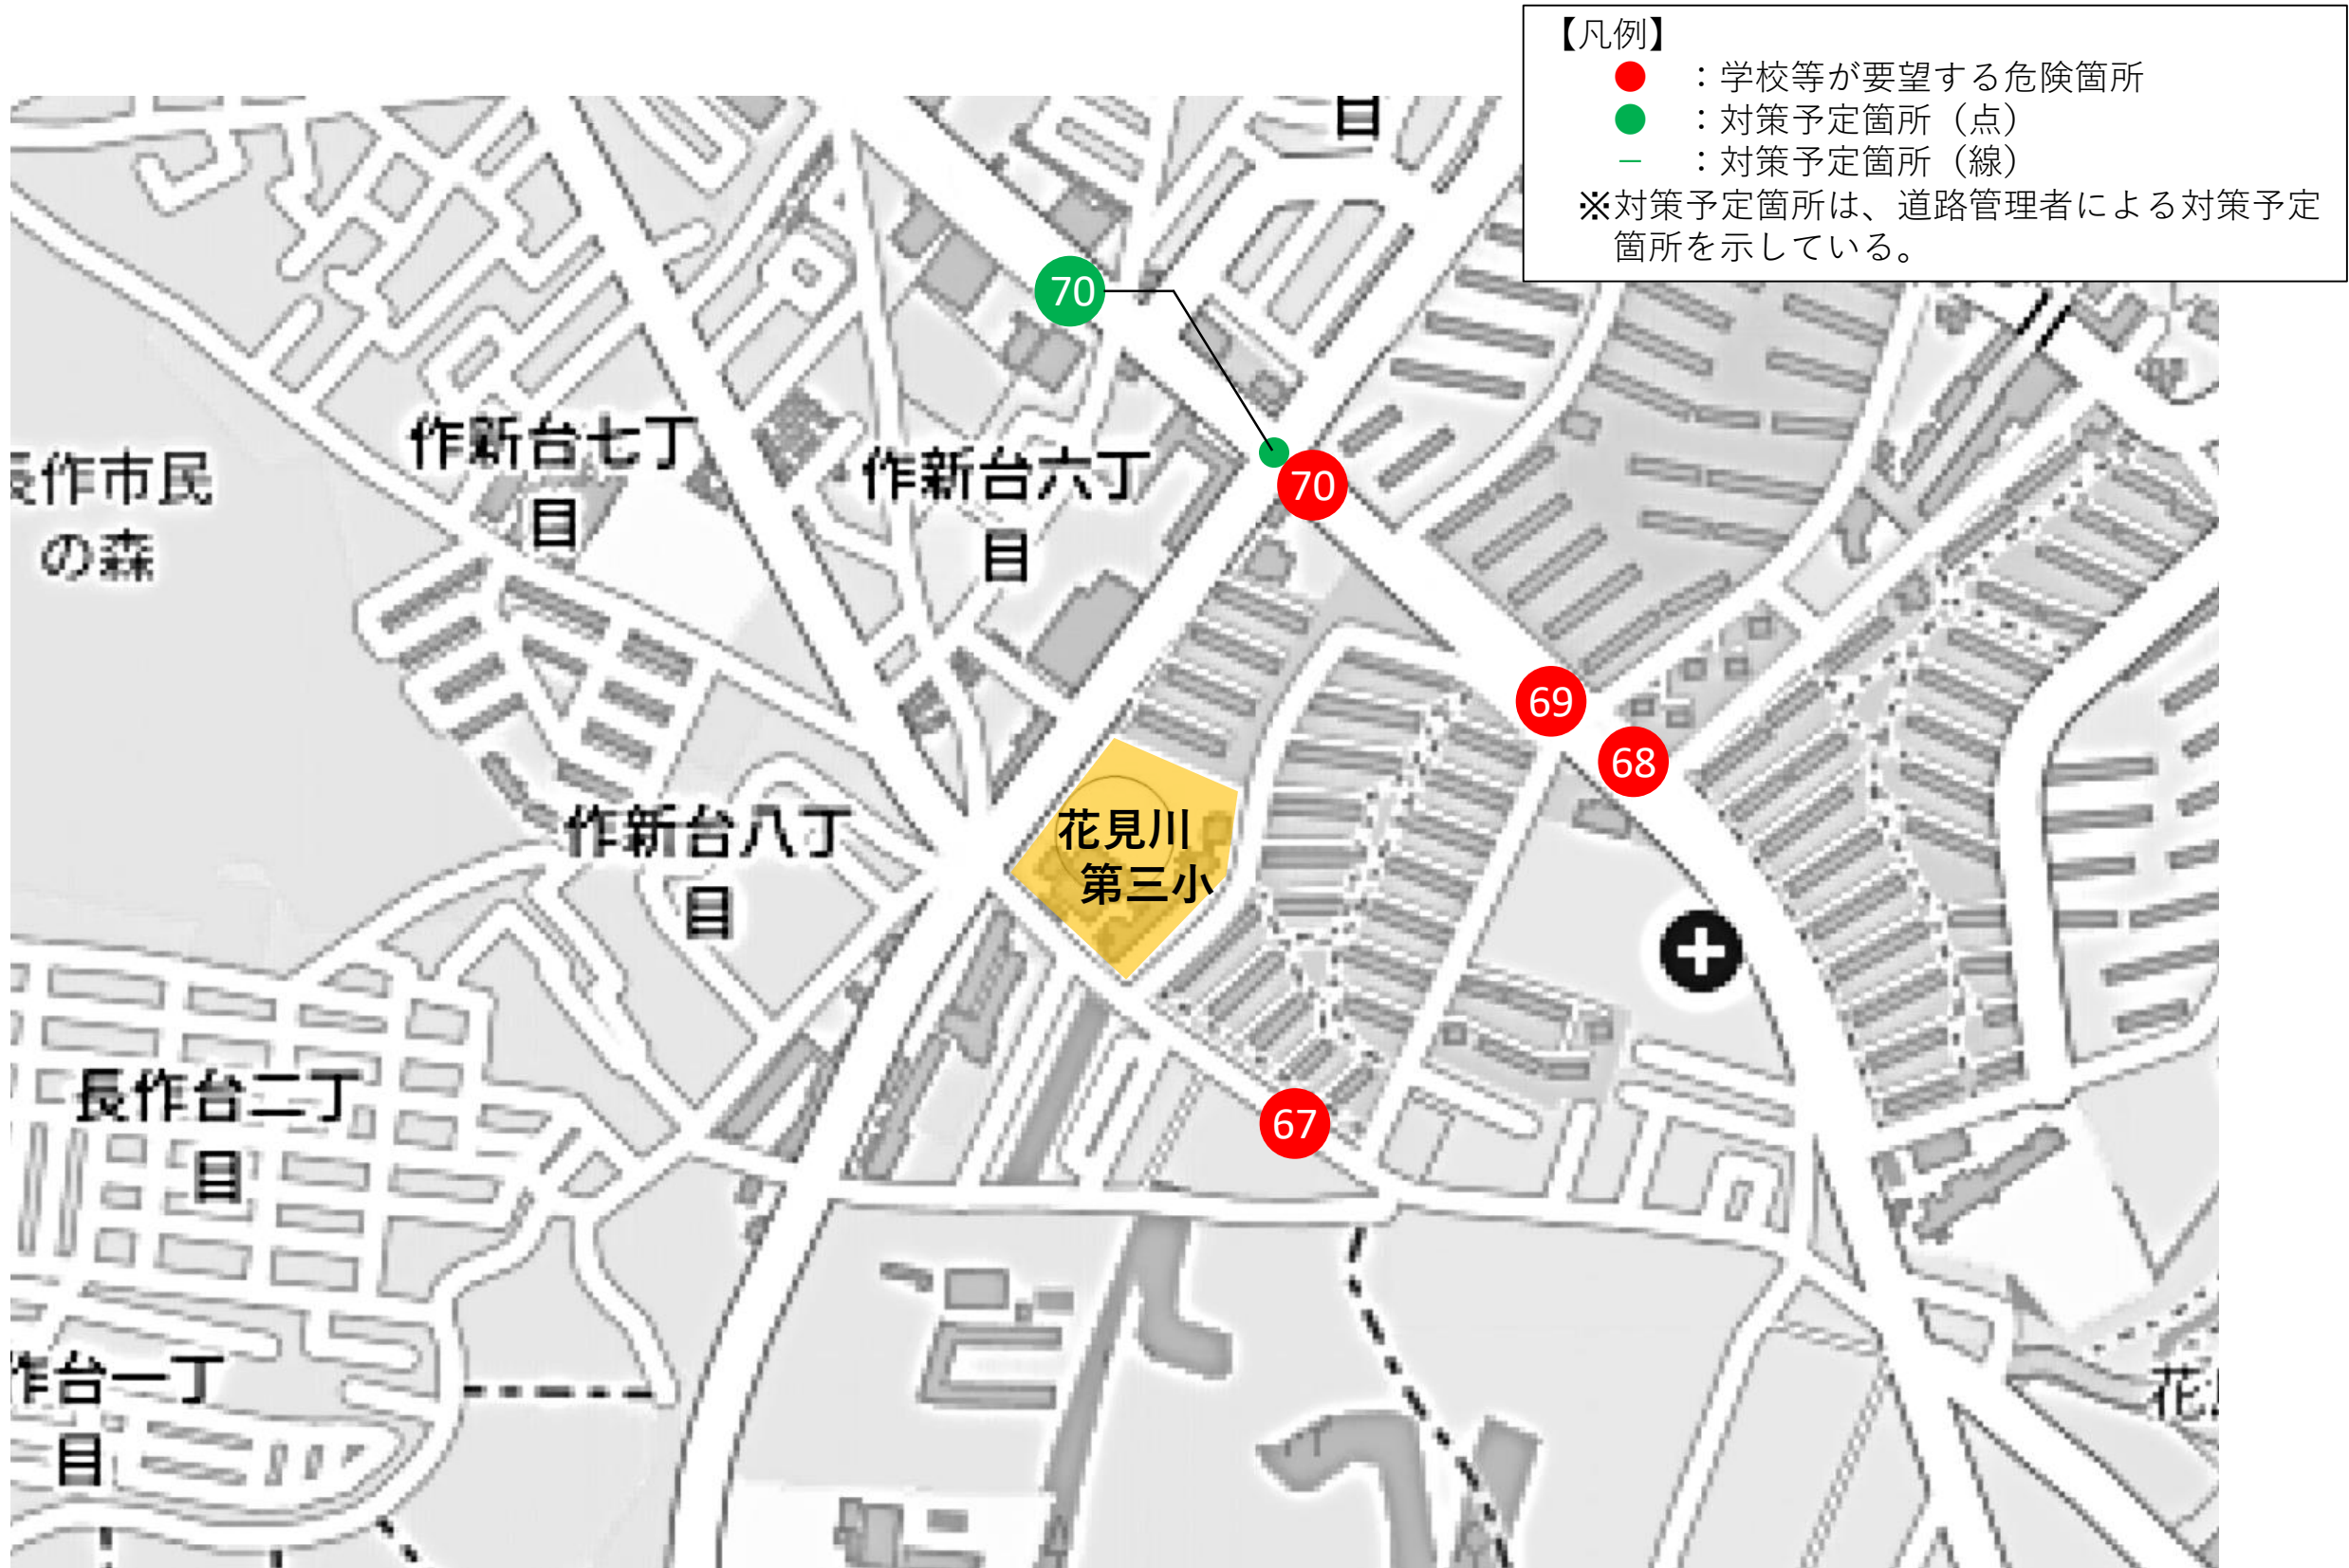 【凡例】
：学校等が要望する危険箇所
：対策予定箇所（点）
：対策予定箇所（線）
※対策予定箇所は、道路管理者による対策予定
箇所を示している。
目
70
作新台七丁
目
作新台六丁
目
70
長作市民
の森
69
68
花見川
第三小
作新台八丁
目
67
長作台二丁
目
作台一丁
目
花